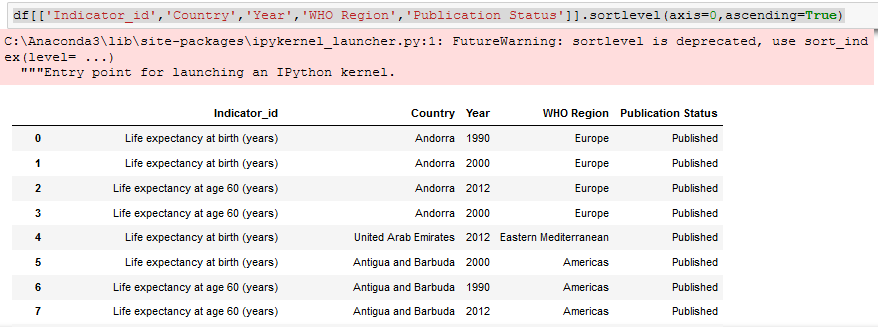 df[['Indicator_id','Country','Year','WHO Region','Publication Status']].sortlevel(axis=0,ascending=True)
C:\Anaconda3\lib\site-packages\ipykernel_launcher.py:1: FutureWarning: sortlevel is deprecated, use sort_ind
ex(level= ...)
"""Entry point for launching an IPython kernel.
Indicator_id Country Year WHO Region Publication Status
0 Life expectancy at birth (years) Andorra 1990 Europe Published
1 Life expectancy at birth (years) Andorra 2000 Europe Published
2 Life expectancy at age 60 (years) Andorra 2012 Europe Published
3 Life expectancy at age 60 (years) Andorra 2000 Europe Published
4 Life expectancy at birth (years) United Arab Emirates 2012 Eastern Mediterranean Published
5 Life expectancy at birth (years) Antigua and Barbuda 2000 Americas Published
6 Life expectancy at age 60 (years) Antigua and Barbuda 1990 Americas Published
7 Life expectancy at age 60 (years) Antigua and Barbuda 2012 Americas Published